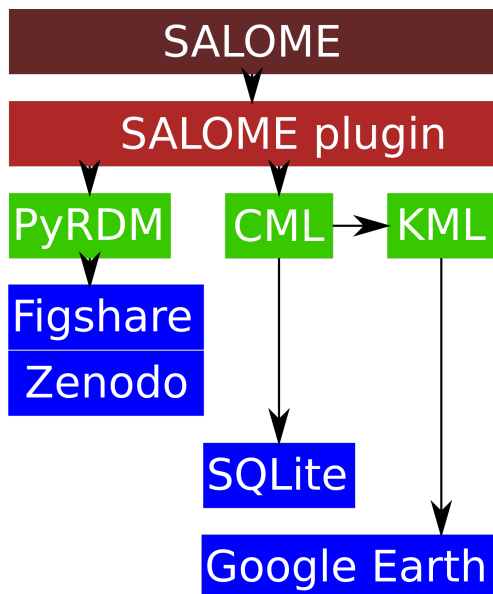 SALOME
SALOME plugin
PyRDM
CML
KML
Figshare
Zenodo
SQLite
Google Earth